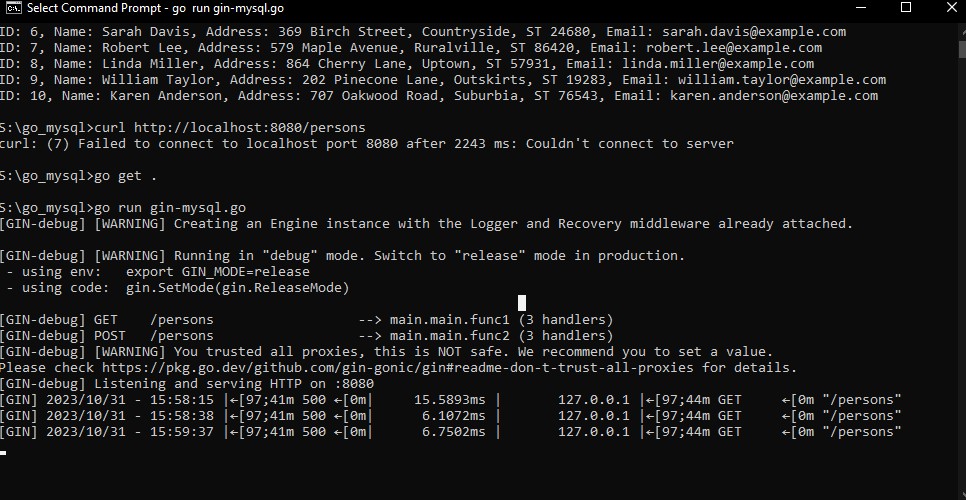 Select Command Prompt - go run gin-mysql.go
ID: 6, Name: Sarah Davis, Address: 369 Birch Street, Countryside, ST 24680, Email: sarah.davis@example.com
ID: 7, Name: Robert Lee, Address: 579 Maple Avenue, Ruralville, ST 86420, Email: robert.lee@example.com
ID: 8, Name: Linda Miller, Address: 864 Cherry Lane, Uptown, ST 57931, Email: linda.miller@example.com
ID: 9, Name: William Taylor, Address: 202 Pinecone Lane, Outskirts, ST 19283, Email: william.taylor@example.com
ID: 10, Name: Karen Anderson, Address: 707 Oakwood Road, Suburbia, ST 76543, Email: karen.anderson@example.com
S:\go_mysql>curl http://localhost:8080/persons
curl: (7) Failed to connect to localhost port 8080 after 2243 ms: Couldn't connect to server
S:\go_mysql>go get .
S:\go_mysql>go run gin-mysql.go
[GIN-debug] [WARNING] Creating an Engine instance with the Logger and Recovery middleware already attached.
[GIN-debug] [WARNING] Running in "debug" mode. Switch to "release" mode in production.
- using env:   export GIN_MODE=release
- using code:  gin.SetMode(gin.ReleaseMode)
[GIN-debug] GET    /persons                  --> main.main.func1 (3 handlers)
[GIN-debug] POST   /persons                  --> main.main.func2 (3 handlers)
[GIN-debug] [WARNING] You trusted all proxies, this is NOT safe. We recommend you to set a value.
Please check https://pkg.go.dev/github.com/gin-gonic/gin#readme-don-t-trust-all-proxies for details.
[GIN-debug] Listening and serving HTTP on :8080
[GIN] 2023/10/31 - 15:58:15 |←[97;41m 500 ←[0m|     15.5893ms |       127.0.0.1 |←[97;44m GET     ←[0m "/persons"
[GIN] 2023/10/31 - 15:58:38 |←[97;41m 500 ←[0m|      6.1072ms |       127.0.0.1 |←[97;44m GET     ←[0m "/persons"
[GIN] 2023/10/31 - 15:59:37 |←[97;41m 500 ←[0m|      6.7502ms |       127.0.0.1 |←[97;44m GET     ←[0m "/persons"